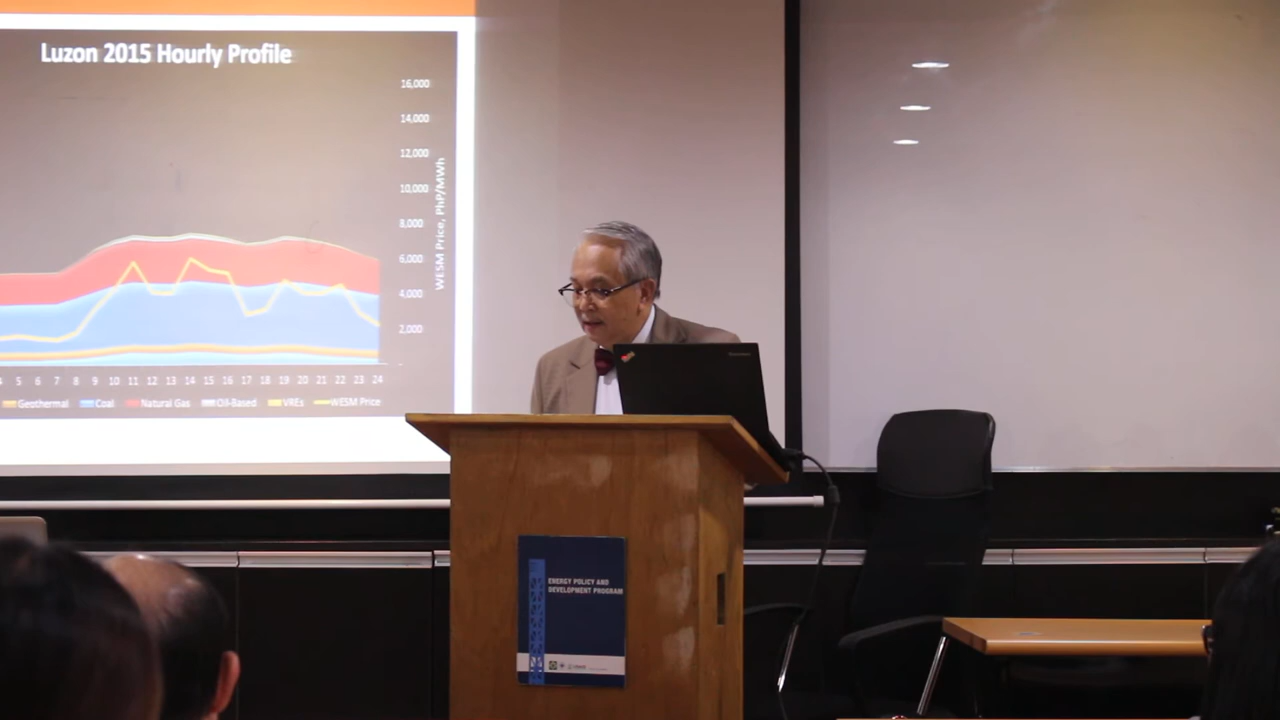 Luzon 2015 Hourly Profile
16,000
14,000
12,000
10,000
8,000
6,000
4,000
2,000
WESM Price, PhP/MWh
5 6 7 8 9 10 11 12 13 14 15 16 17 18 19 20 21 22 23 24
Geothermal Coal Natural Gas Oil-Based VREs WESM Price
ENERGY POLICY AND
DEVELOPMENT PROGRAM